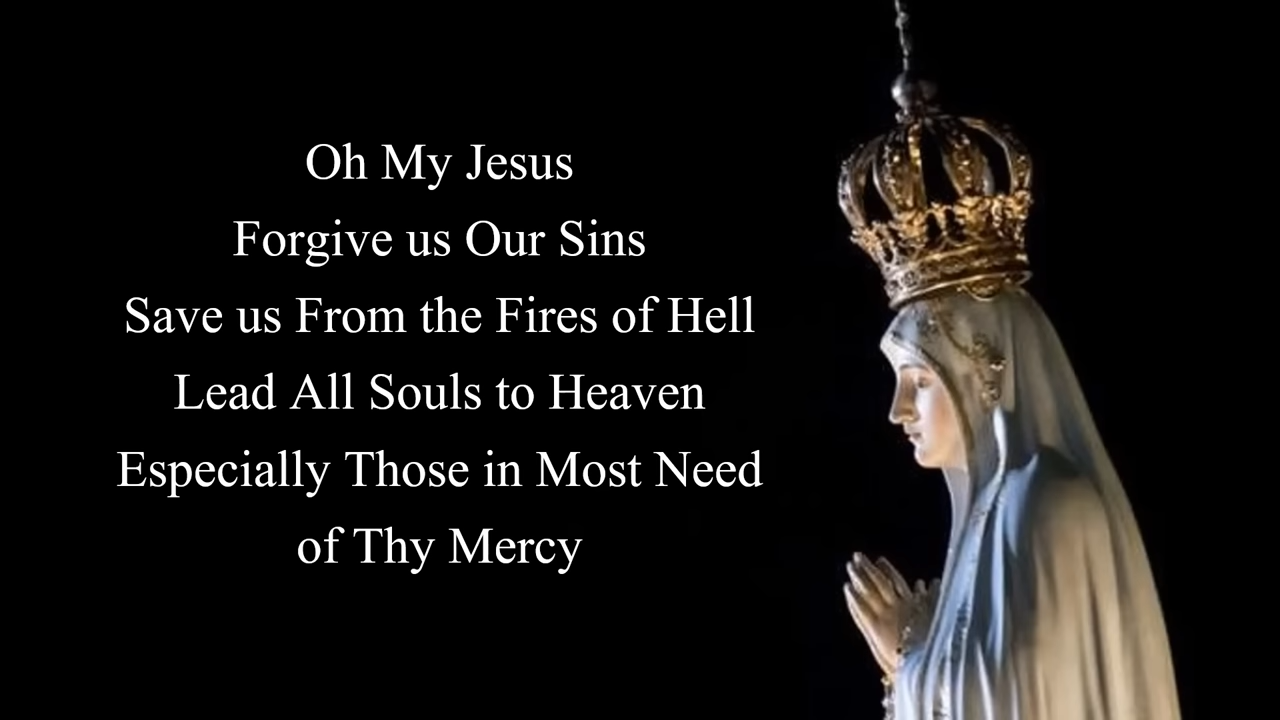 Oh My Jesus
Forgive us Our Sins
Save us From the Fires of Hell
Lead All Souls to Heaven
Especially Those in Most Need
of Thy Mercy